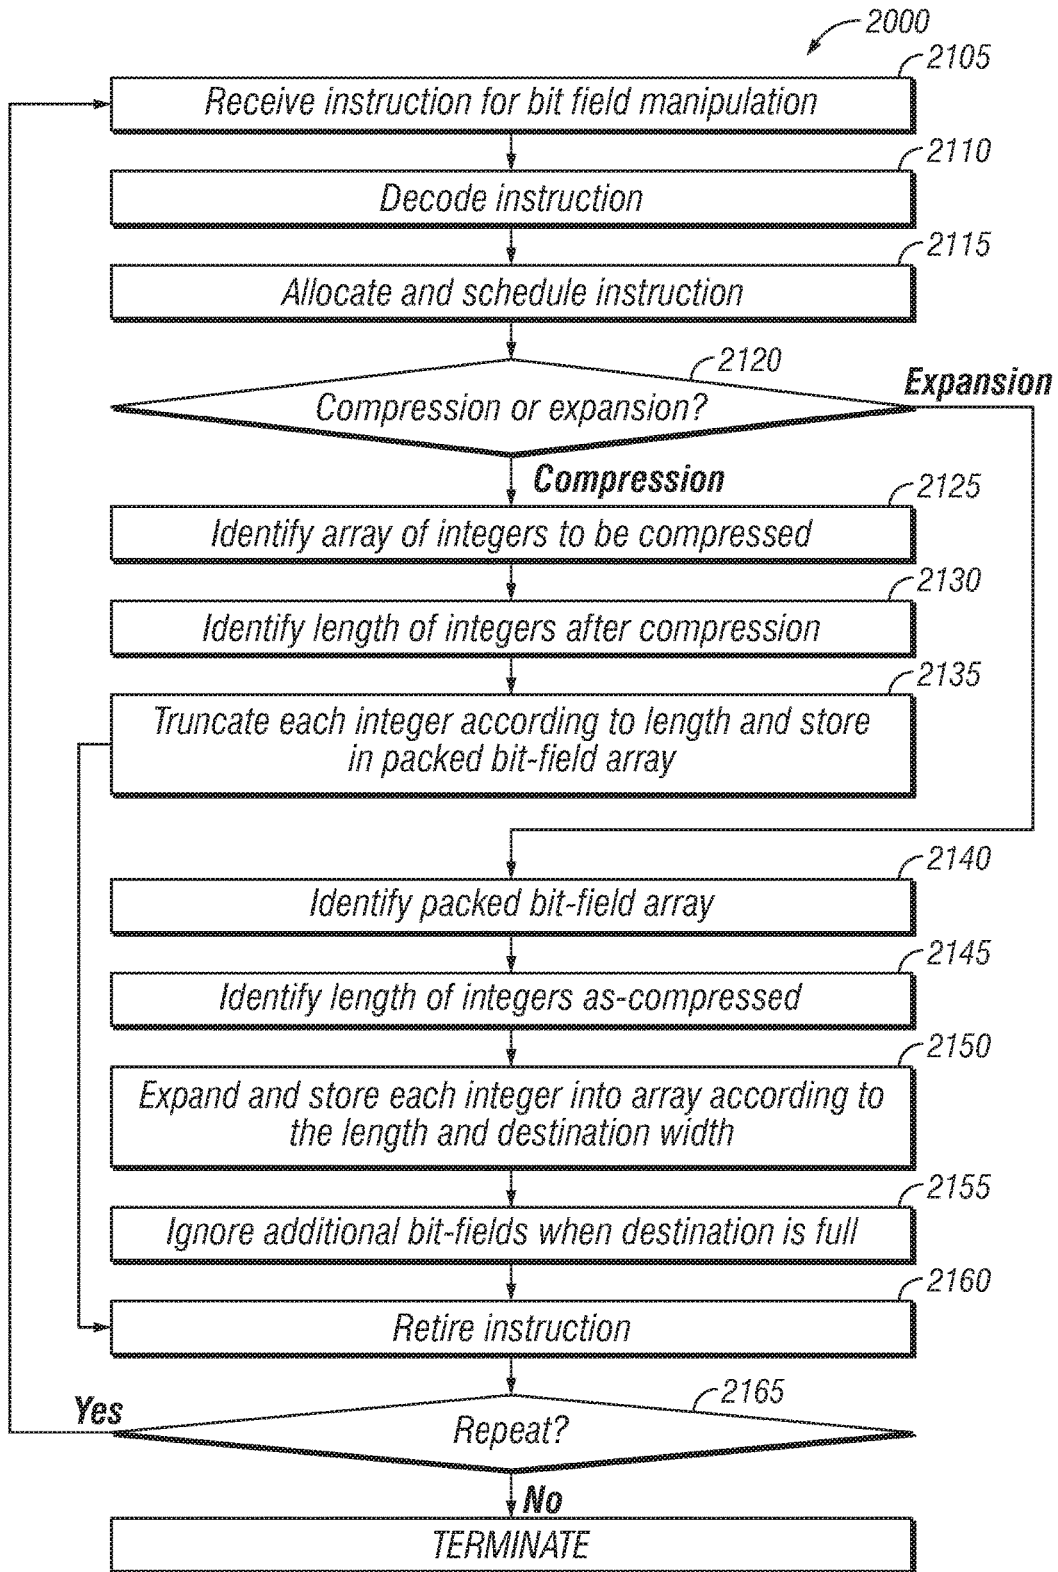 2000
2105
Receive instruction for bit field manipulation
2110
Decode instruction
2115
Allocate and schedule instruction
2120
Expansion
Compression or expansion?
Compression
2125
Identify array of integers to be compressed
2130
Identify length of integers after compression
2135
Truncate each integer according to length and store
in packed bit-field array
2140
Identify packed bit-field array
2145
Identify length of integers as-compressed
2150
Expand and store each integer into array according to
the length and destination width
2155
Ignore additional bit-fields when destination is full
2160
Retire instruction
2165
Yes
Repeat?
No
TERMINATE